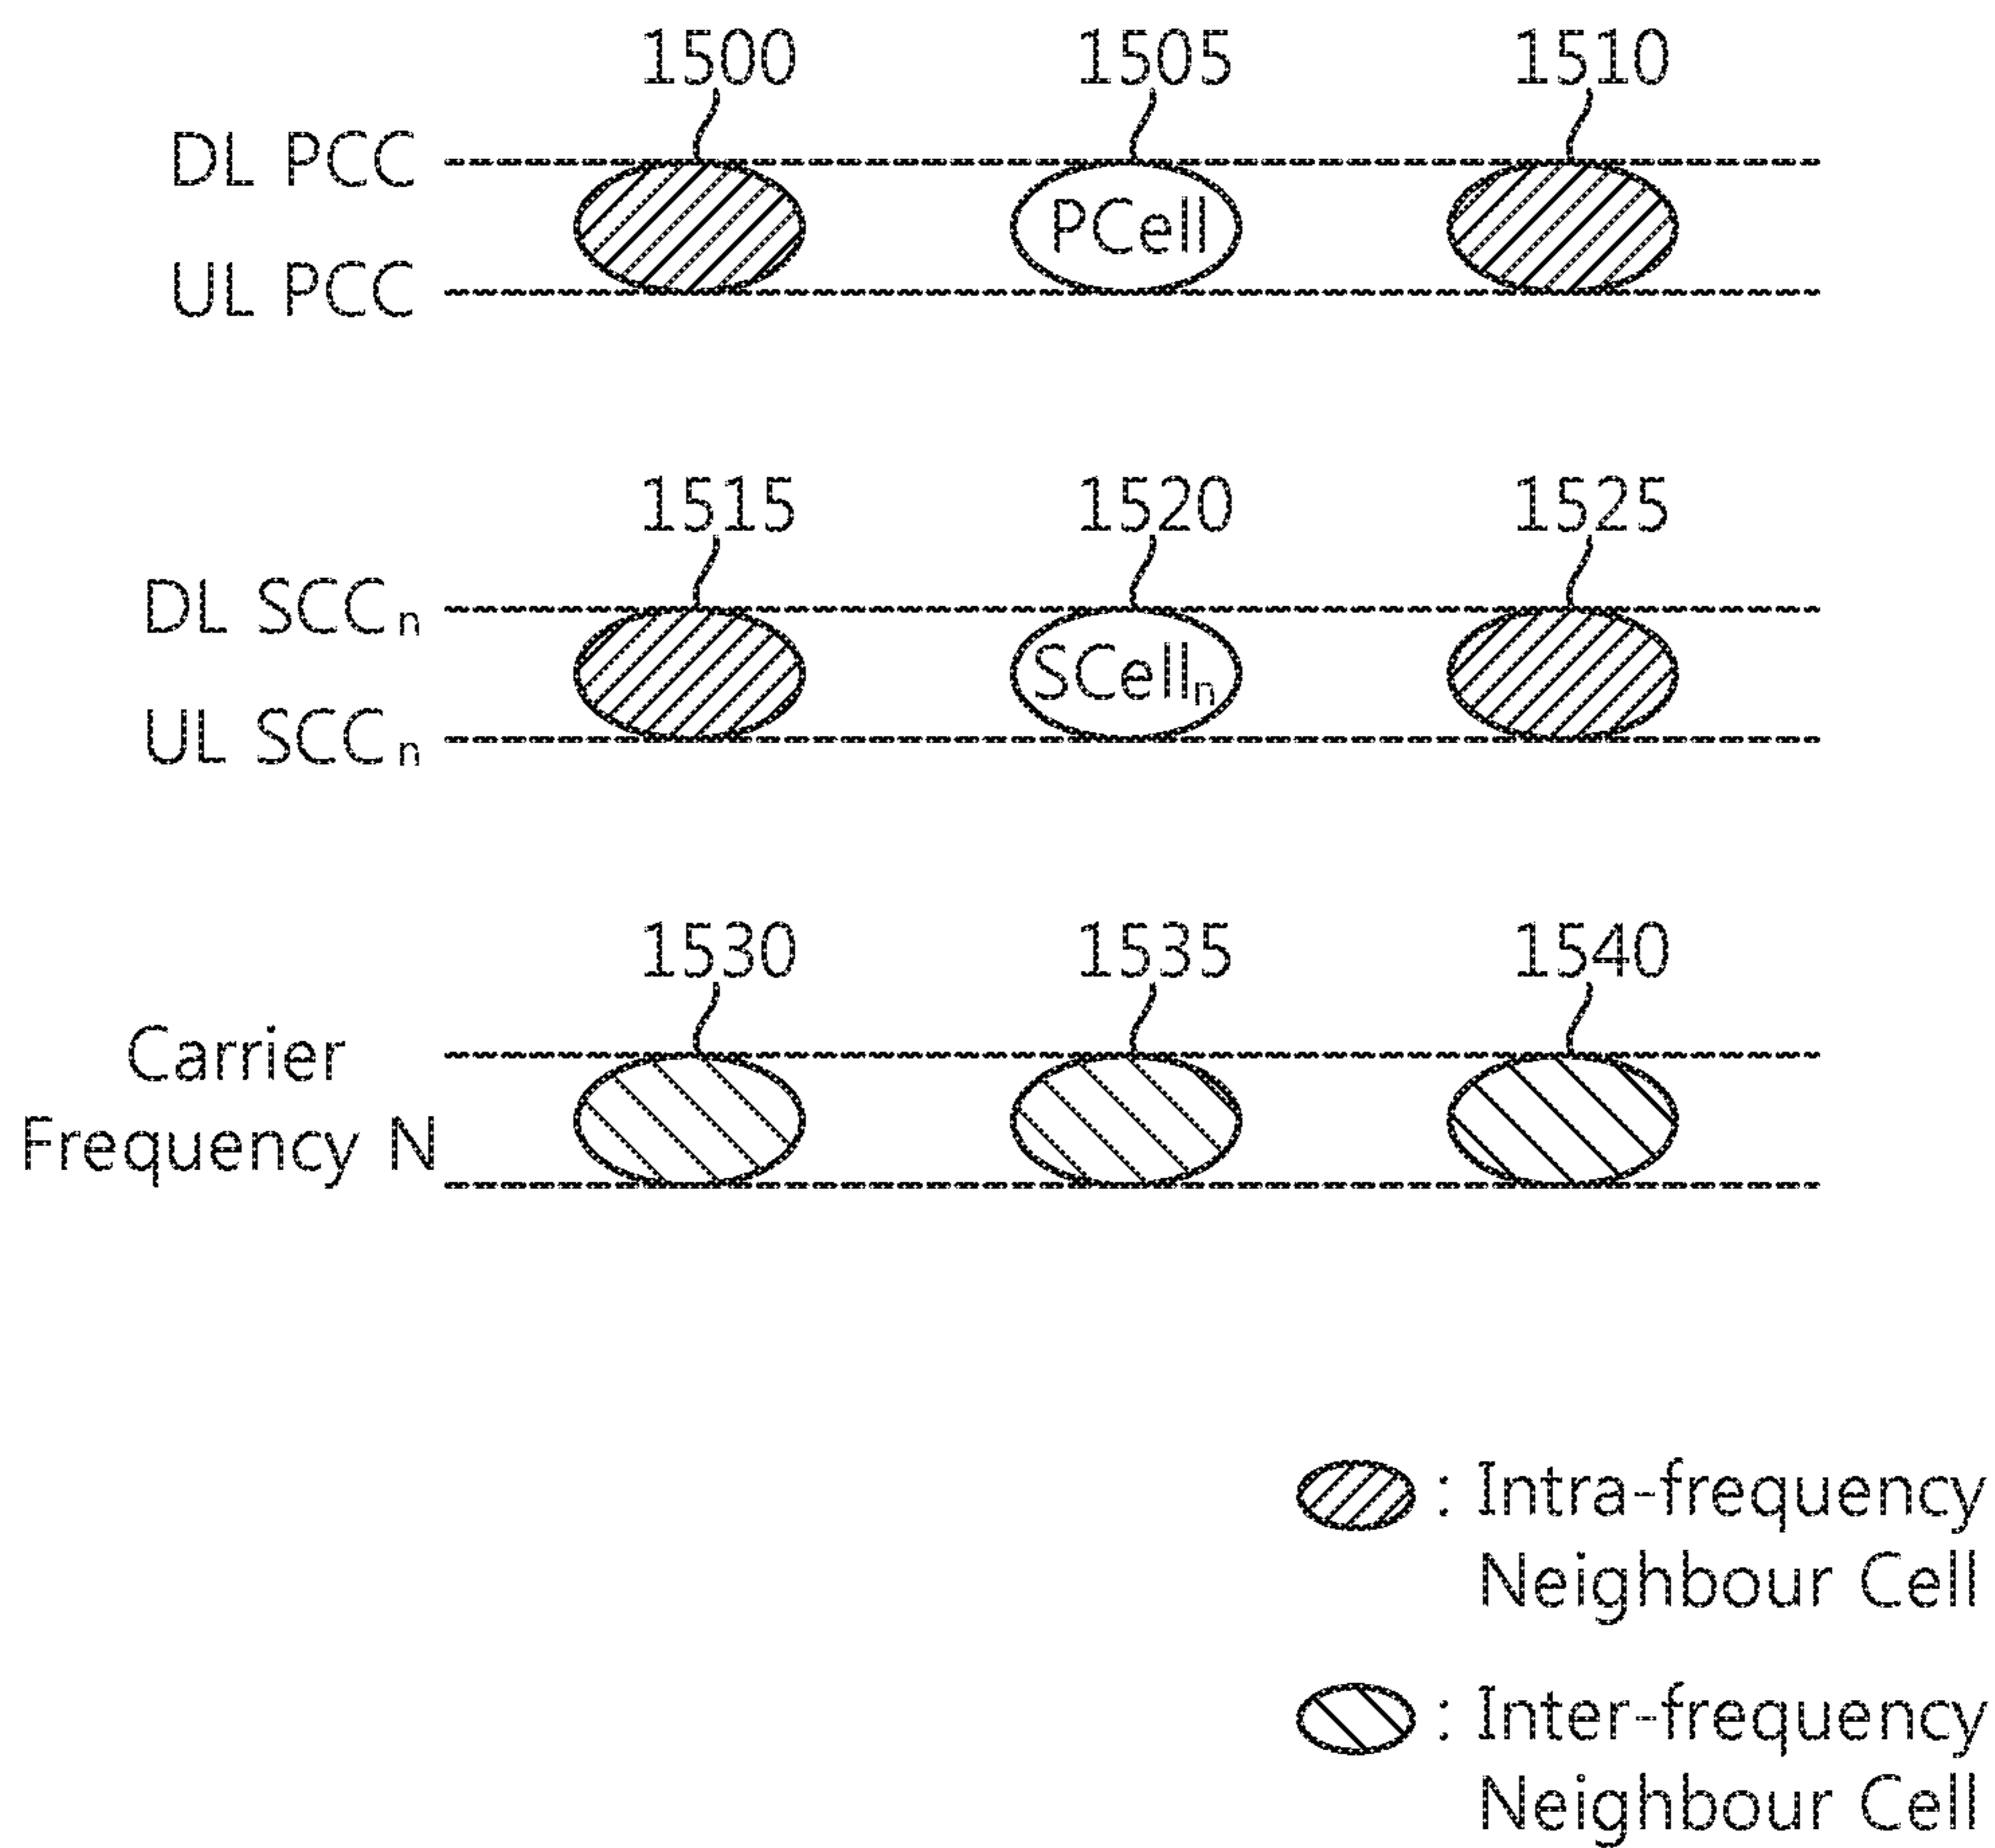 1500 1505 1510
DL PCC
PCell
UL PCC
1515 1520 1525
DL SCCn
SCelln
UL SCCn
1530 1535 1540
Carrier
Frequency N
: Intra-frequency
Neighbour Cell
: Inter-frequency
Neighbour Cell